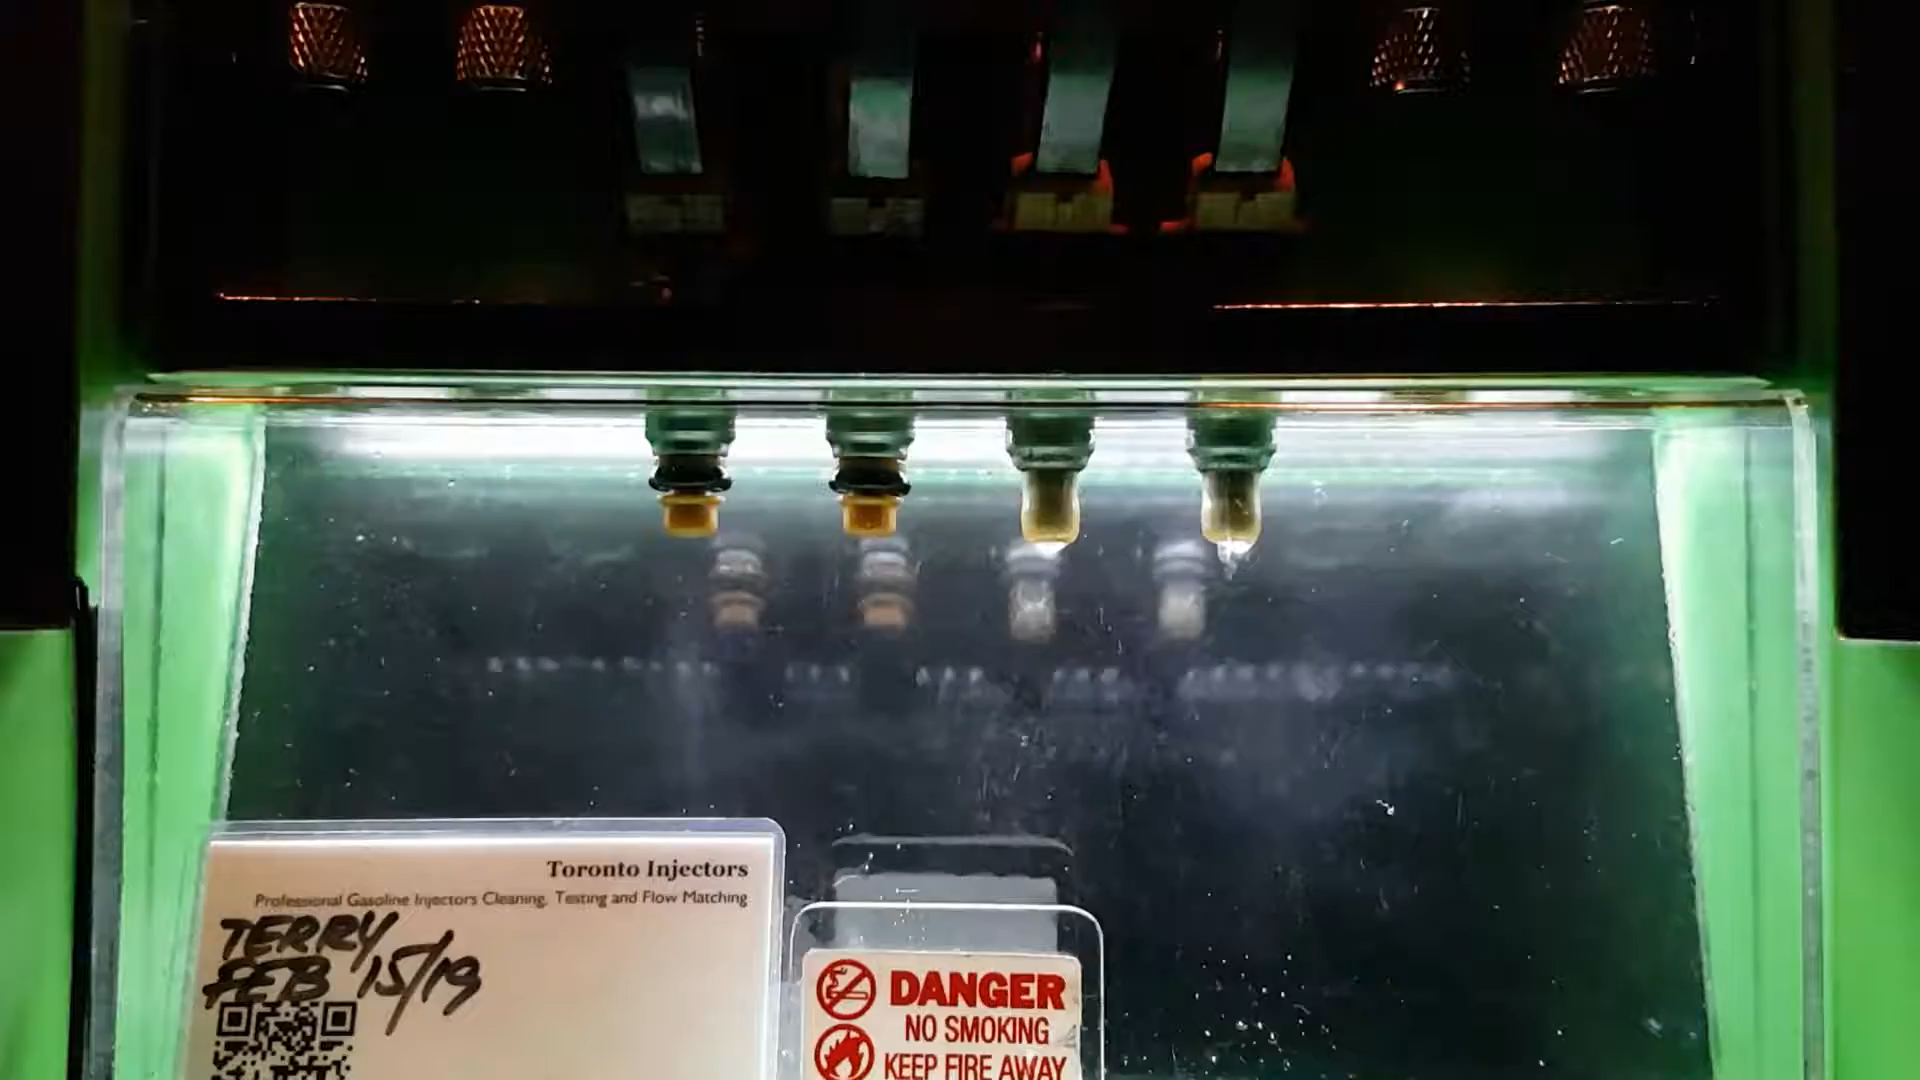 Toronto Injectors
Professional Gasoline Injectors Cleaning, Testing and Flow Matching
TERRY
FEB 15/19
DANGER
NO SMOKING
KEEP FIRE AWAY